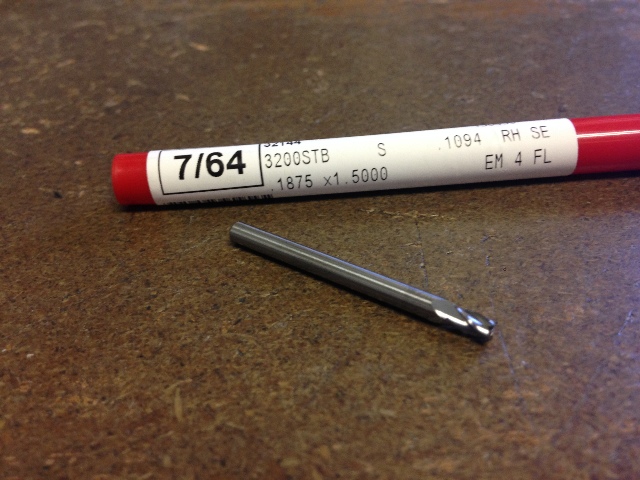 7/64
3200STB S .1094 RH SE
.1875 x1.5000 EM 4 FL